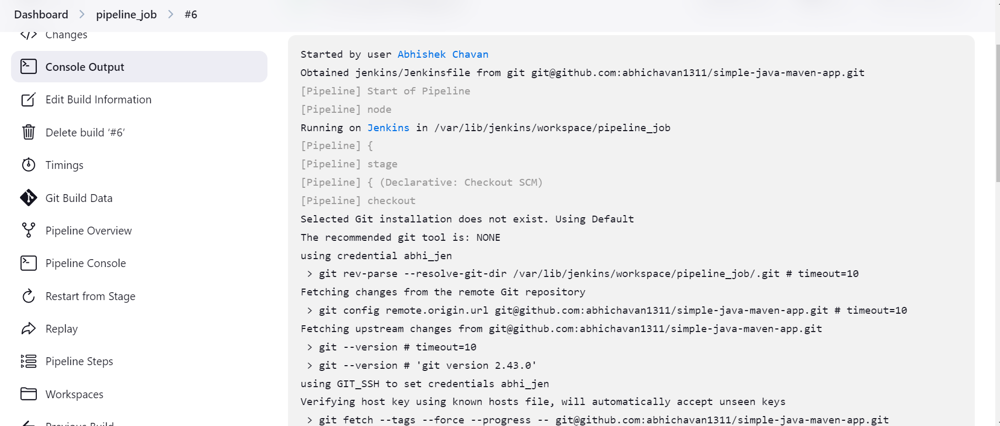 Dashboard > pipeline_job > #6
Changes
Console Output
Edit Build Information
Delete build ‘#6’
Timings
Git Build Data
Pipeline Overview
Pipeline Console
Restart from Stage
Replay
Pipeline Steps
Workspaces
Previous Build
Started by user Abhishek Chavan
Obtained jenkins/Jenkinsfile from git git@github.com:abhichavan1311/simple-java-maven-app.git
[Pipeline] Start of Pipeline
[Pipeline] node
Running on Jenkins in /var/lib/jenkins/workspace/pipeline_job
[Pipeline] {
[Pipeline] stage
[Pipeline] { (Declarative: Checkout SCM)
[Pipeline] checkout
Selected Git installation does not exist. Using Default
The recommended git tool is: NONE
using credential abhi_jen
 > git rev-parse --resolve-git-dir /var/lib/jenkins/workspace/pipeline_job/.git # timeout=10
Fetching changes from the remote Git repository
 > git config remote.origin.url git@github.com:abhichavan1311/simple-java-maven-app.git # timeout=10
Fetching upstream changes from git@github.com:abhichavan1311/simple-java-maven-app.git
 > git --version # timeout=10
 > git --version # 'git version 2.43.0'
using GIT_SSH to set credentials abhi_jen
Verifying host key using known hosts file, will automatically accept unseen keys
 > git fetch --tags --force --progress -- git@github.com:abhichavan1311/simple-java-maven-app.git